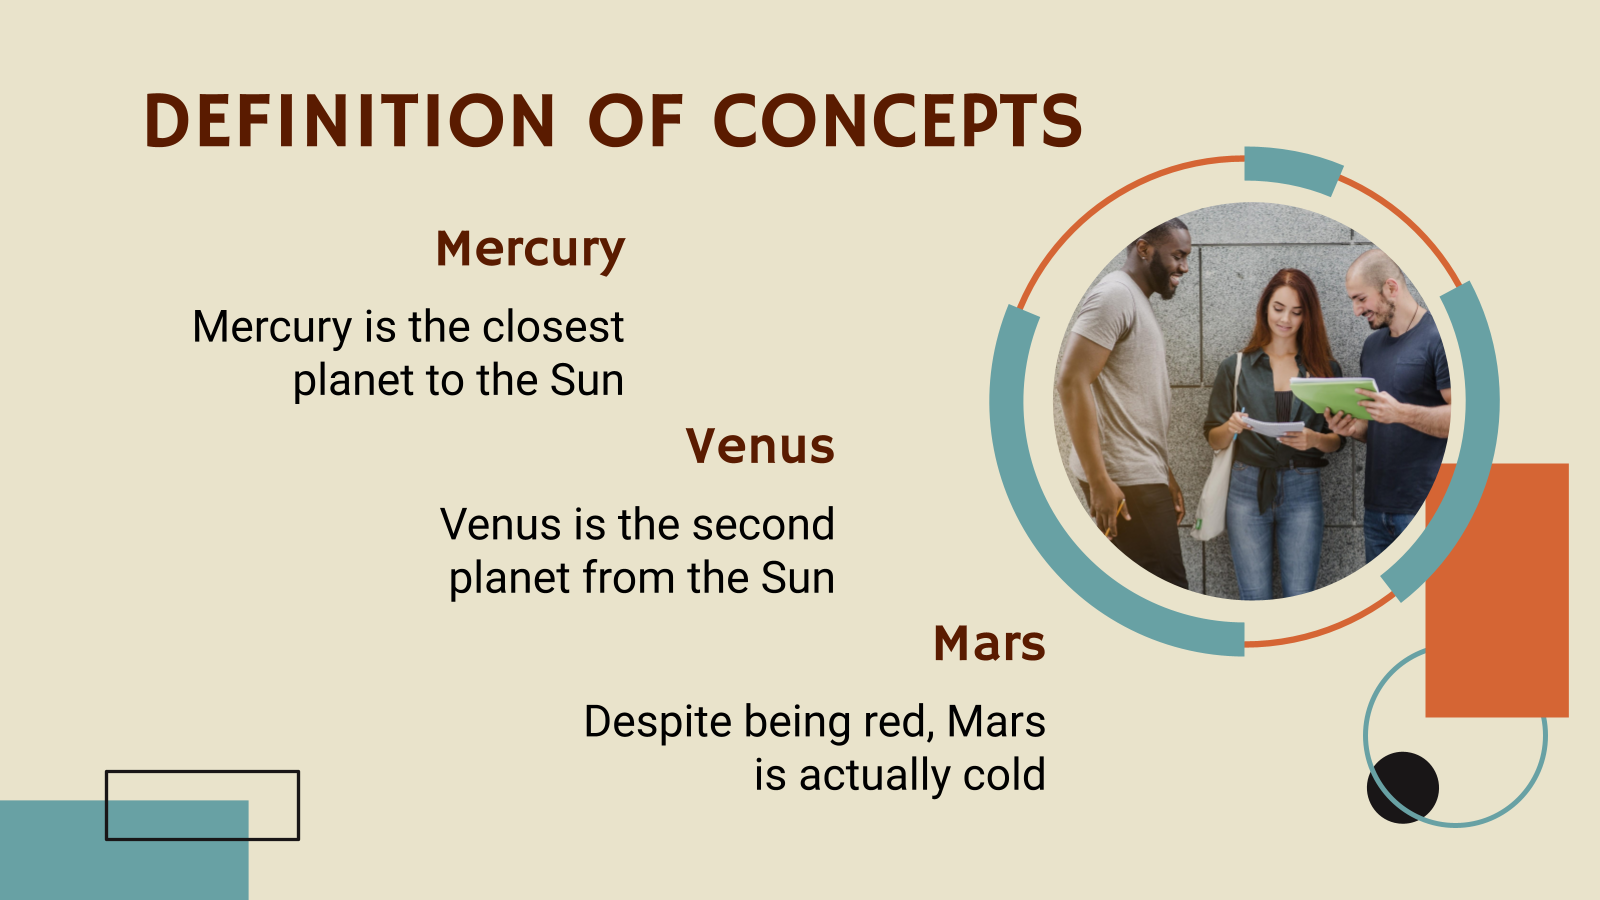 DEFINITION OF CONCEPTS
Mercury
Mercury is the closest
planet to the Sun
Venus
Venus is the second
planet from the Sun
Mars
Despite being red, Mars
is actually cold